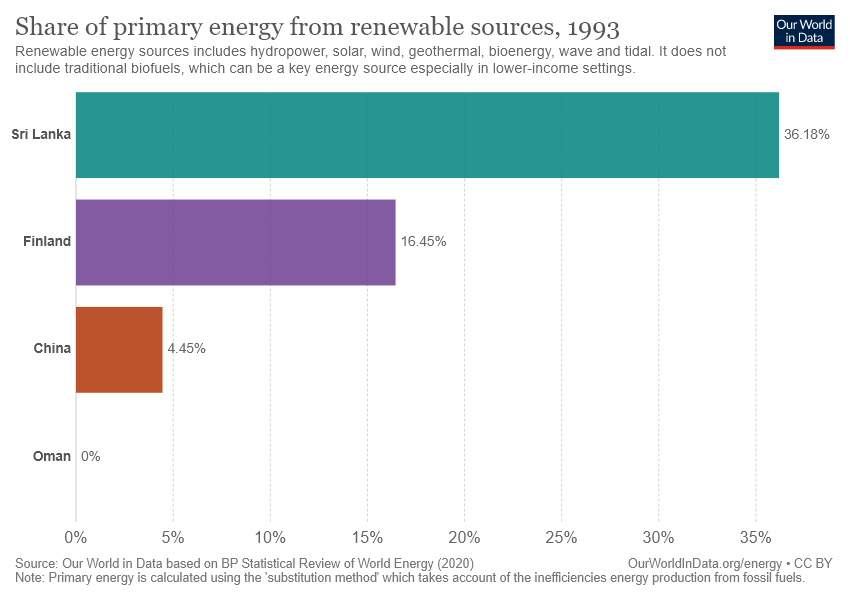 Share of primary energy from renewable sources, 1993
Our World
in Data
Renewable energy sources includes hydropower, solar, wind, geothermal, bioenergy, wave and tidal. It does not
include traditional biofuels, which can be a key energy source especially in lower-income settings.
Sri Lanka
36.18%
Finland
16.45%
China
4.45%
Oman
0%
0% 5% 10% 15% 20% 25% 30% 35%
Source: Our World in Data based on BP Statistical Review of World Energy (2020)
OurWorldInData.org/energy • CC BY
Note: Primary energy is calculated using the 'substitution method' which takes account of the inefficiencies energy production from fossil fuels.